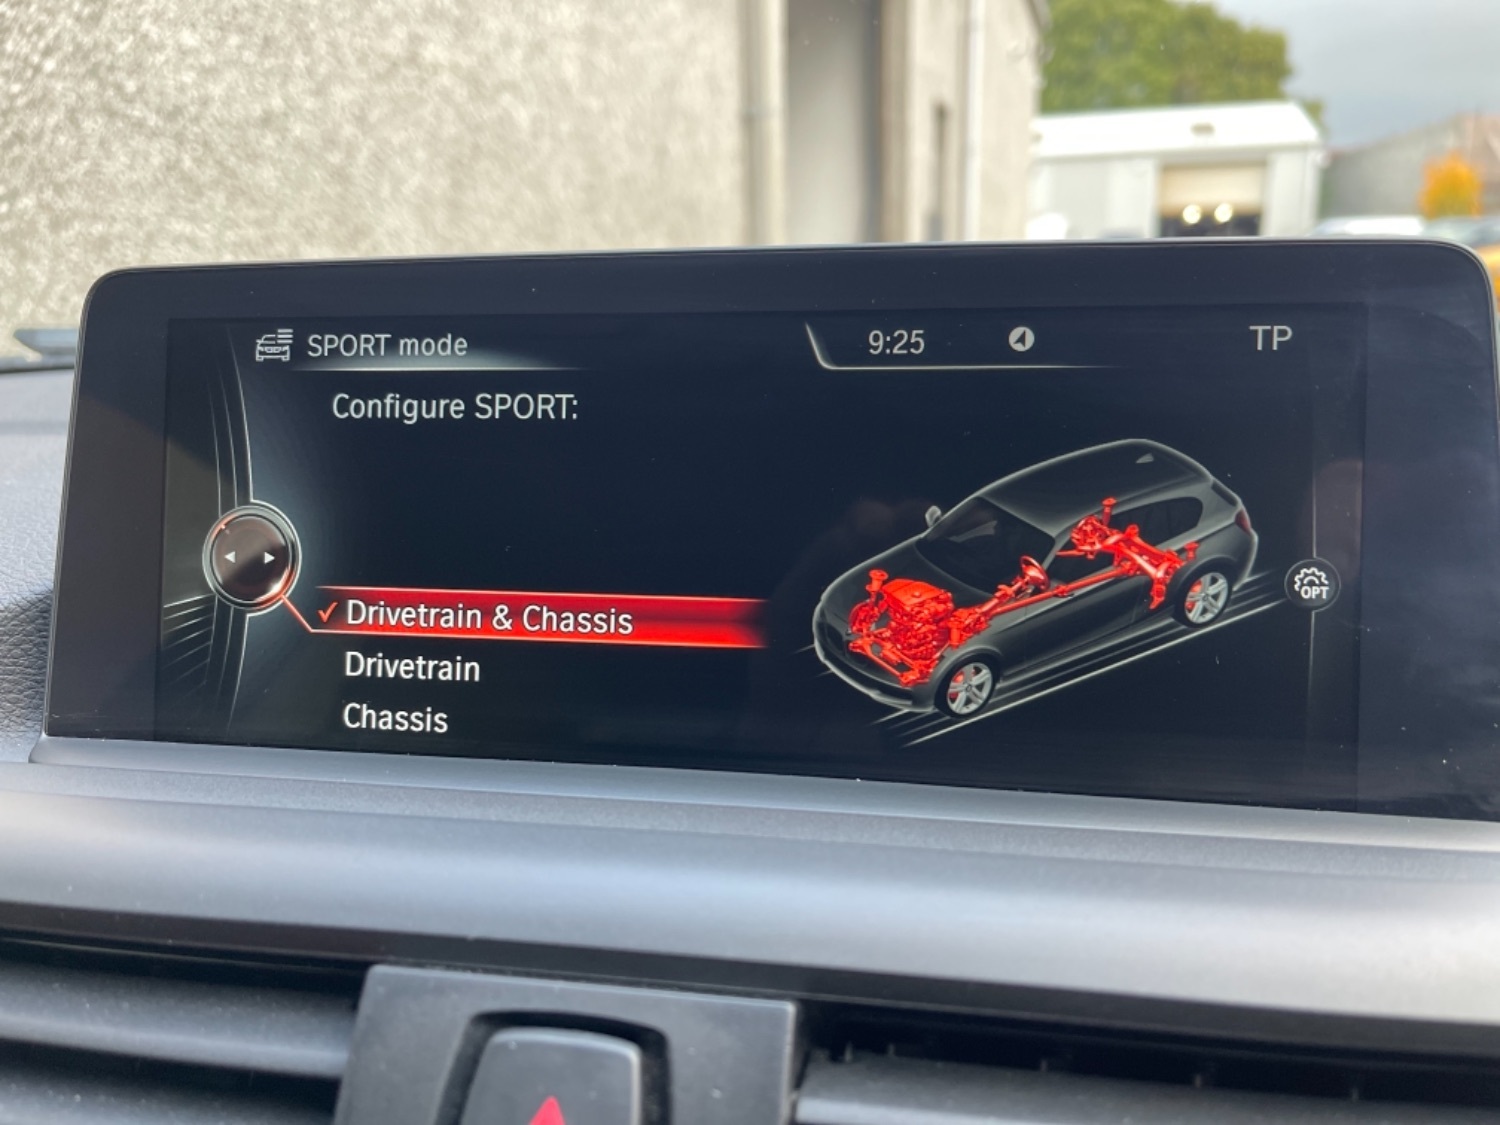 SPORT mode
9:25
TP
Configure SPORT:
Drivetrain & Chassis
Drivetrain
Chassis
OPT